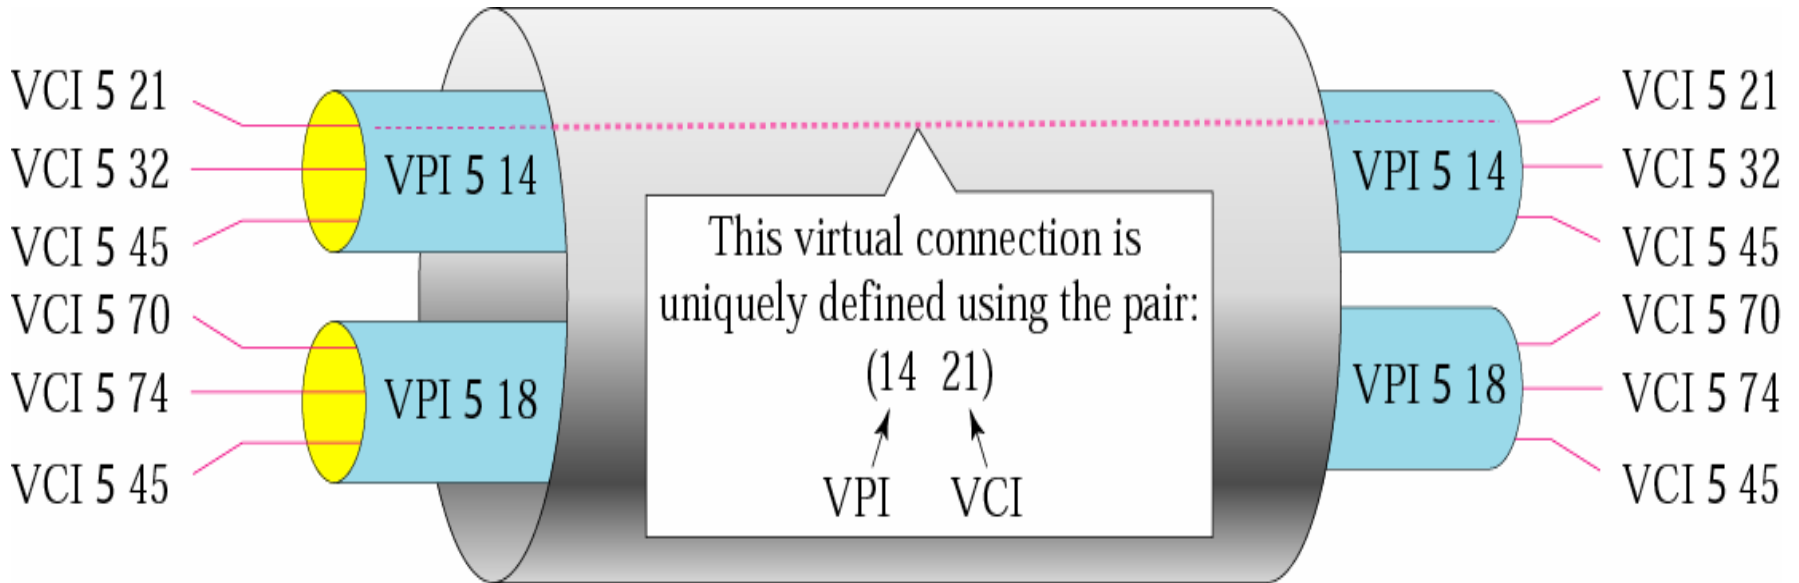 VCI 5 21
VCI 5 32
VCI 5 45
VCI 5 70
VCI 5 74
VCI 5 45
VPI 5 14
VPI 5 18
This virtual connection is
uniquely defined using the pair:
(14 21)
VPI VCI
VPI 5 14
VPI 5 18
VCI 5 21
VCI 5 32
VCI 5 45
VCI 5 70
VCI 5 74
VCI 5 45